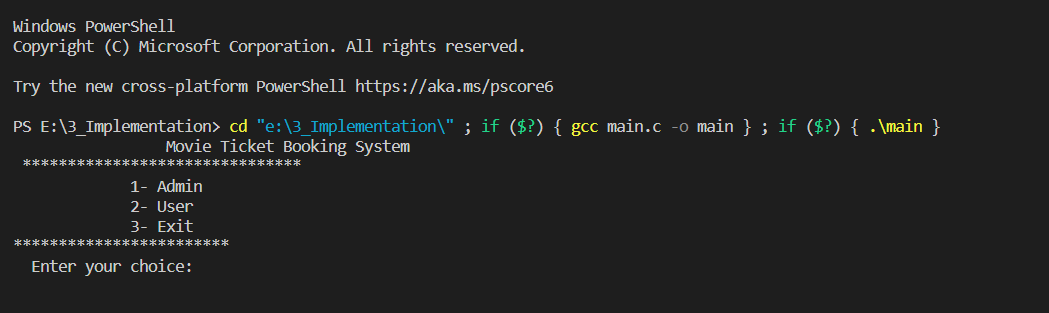 Windows PowerShell
Copyright (C) Microsoft Corporation. All rights reserved.
Try the new cross-platform PowerShell https://aka.ms/pscore6
PS E:\3_Implementation> cd "e:\3_Implementation\" ; if ($?) { gcc main.c -o main } ; if ($?) { .\main }
Movie Ticket Booking System
*******************************
1- Admin
2- User
3- Exit
************************
Enter your choice: